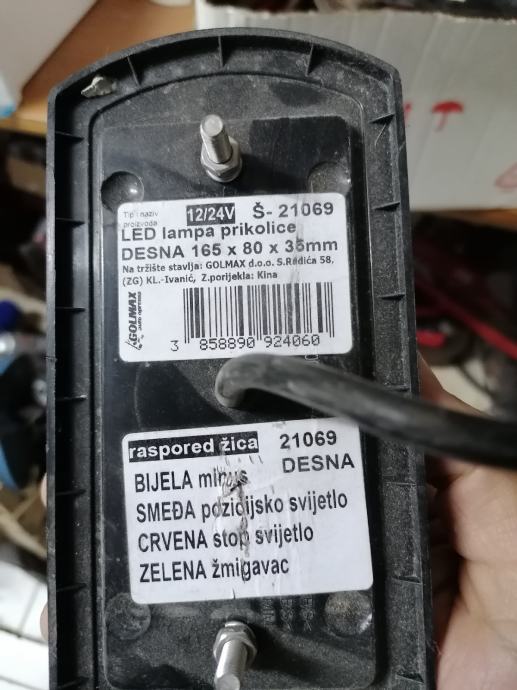 Tip i naziv
proizvoda
12/24V Š- 21069
LED lampa prikolice
DESNA 165 x 80 x 35mm
Na tržište stavlja: GOLMAX d.o.o. S.Radića 58,
(ZG) KL.-Ivanić, Z.porijekla: Kina
GOLMAX
3 858890 924060
raspored žica 21069
DESNA
BIJELA minus
SMEĐA pozicijsko svijetlo
CRVENA stop svijetlo
ZELENA žmigavac